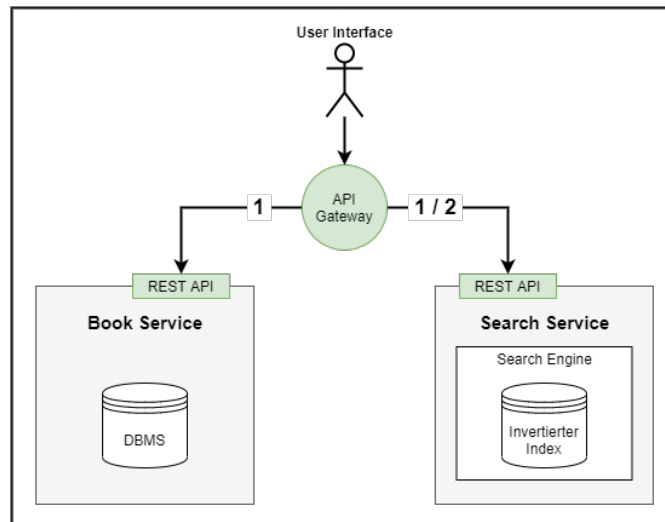 User Interface
API
Gateway
1
1 / 2
REST API
REST API
Book Service
Search Service
Search Engine
DBMS
Invertierter
Index